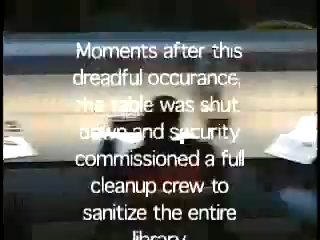 Moments after this
dreadful occurance,
the table was shut
down and security
commissioned a full
cleanup crew to
sanitize the entire
library